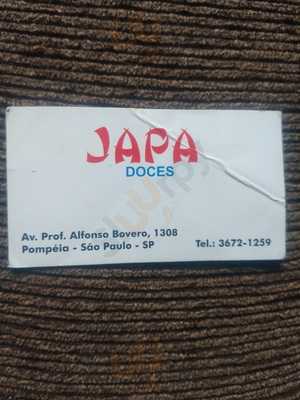 JAPA
DOCES
Av. Prof. Alfonso Bovero, 1308
Pompéia - São Paulo - SP Tel.: 3672-1259